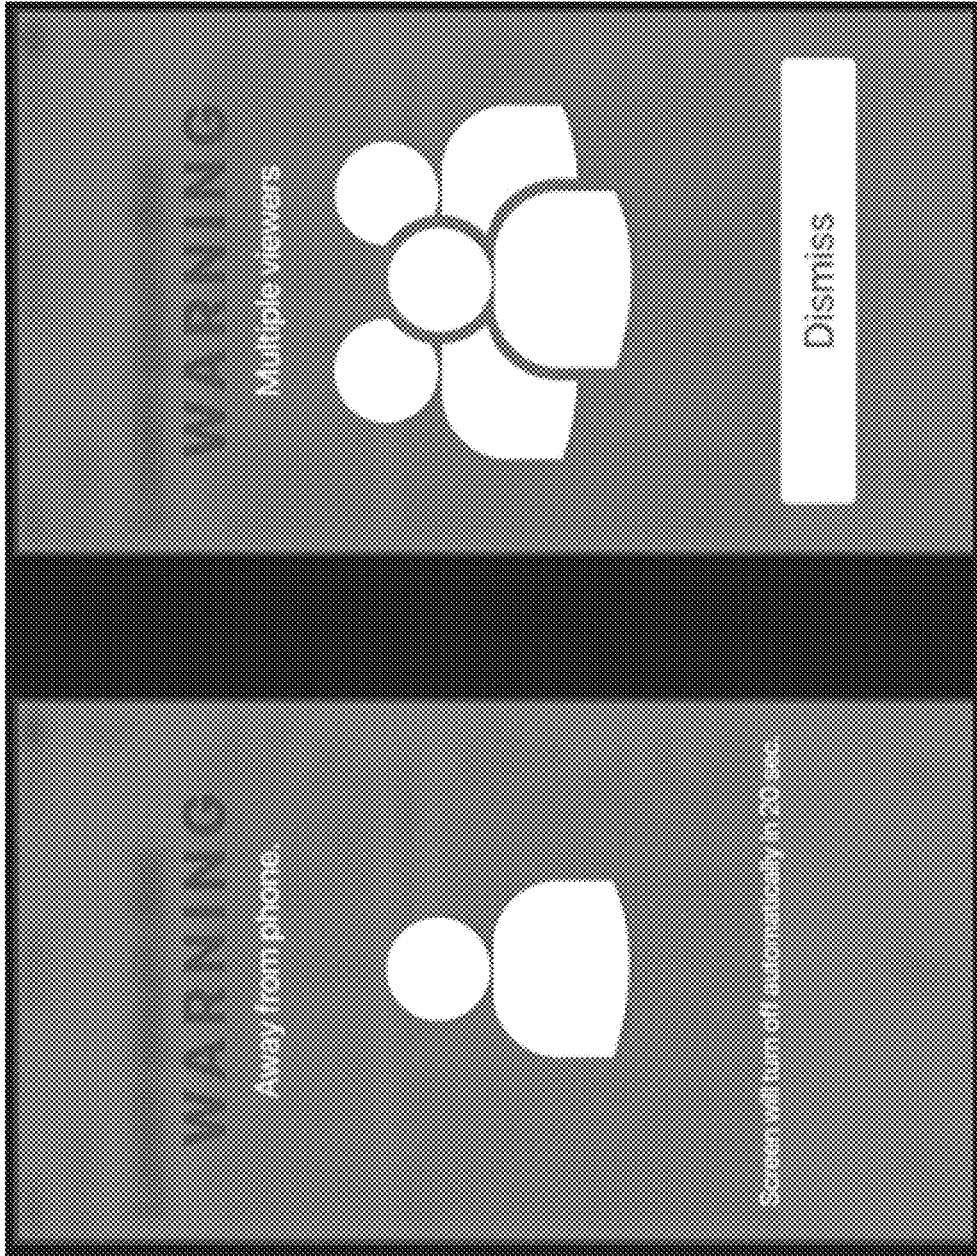 WARNING
Away from phone
Screen will turn off automatically in 20 sec.
WARNING
Multiple viewers
Dismiss